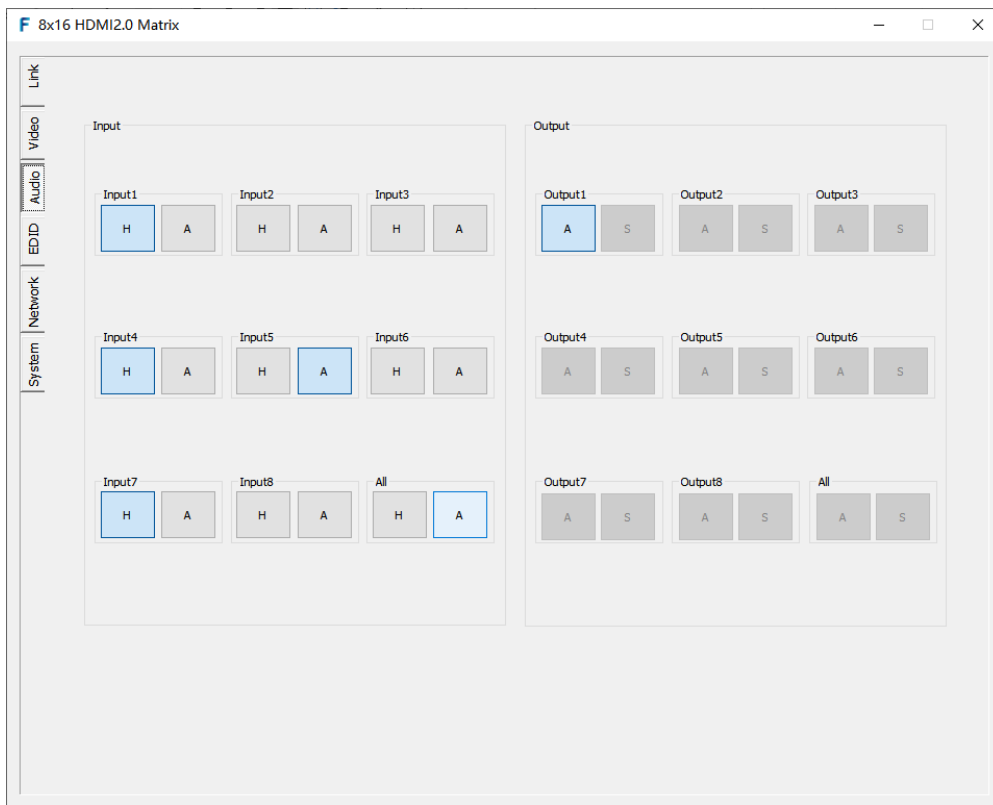 8x16 HDMI2.0 Matrix
Link
Video
Audio
EDID
Network
System
Input
Input1
Input2
Input3
H A H A H A
Input4
Input5
Input6
H A H A H A
Input7
Input8
All
H A H A H A
Output
Output1
Output2
Output3
A S A S A S
Output4
Output5
Output6
A S A S A S
Output7
Output8
All
A S A S A S